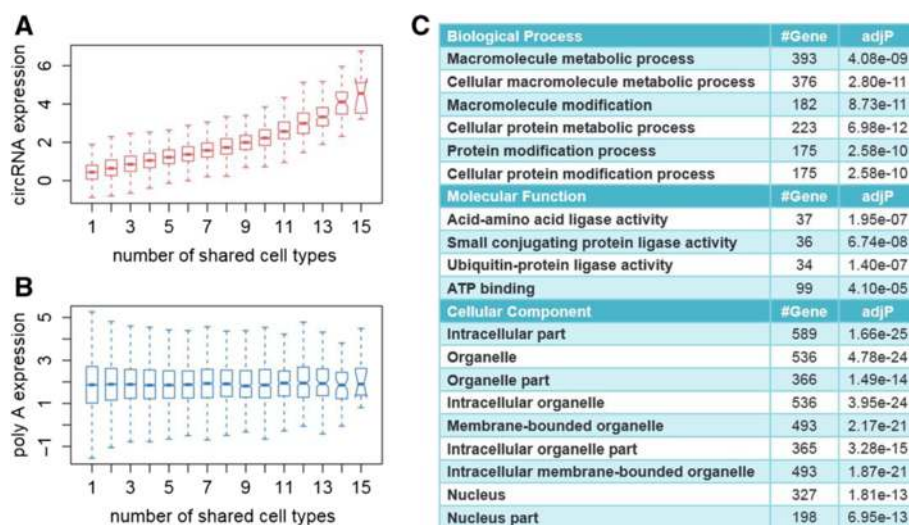 A
circRNA expression
6
4
2
0
1 3 5 7 9 11 13 15
number of shared cell types
B
poly A expression
5
3
1
−1
1 3 5 7 9 11 13 15
number of shared cell types
C
Biological Process #Gene adjP
Macromolecule metabolic process 393 4.08e-09
Cellular macromolecule metabolic process 376 2.80e-11
Macromolecule modification 182 8.73e-11
Cellular protein metabolic process 223 6.98e-12
Protein modification process 175 2.58e-10
Cellular protein modification process 175 2.58e-10
Molecular Function #Gene adjP
Acid-amino acid ligase activity 37 1.95e-07
Small conjugating protein ligase activity 36 6.74e-08
Ubiquitin-protein ligase activity 34 1.40e-07
ATP binding 99 4.10e-05
Cellular Component #Gene adjP
Intracellular part 589 1.66e-25
Organelle 536 4.78e-24
Organelle part 366 1.49e-14
Intracellular organelle 536 3.95e-24
Membrane-bounded organelle 493 2.17e-21
Intracellular organelle part 365 3.28e-15
Intracellular membrane-bounded organelle 493 1.87e-21
Nucleus 327 1.81e-13
Nucleus part 198 6.95e-13